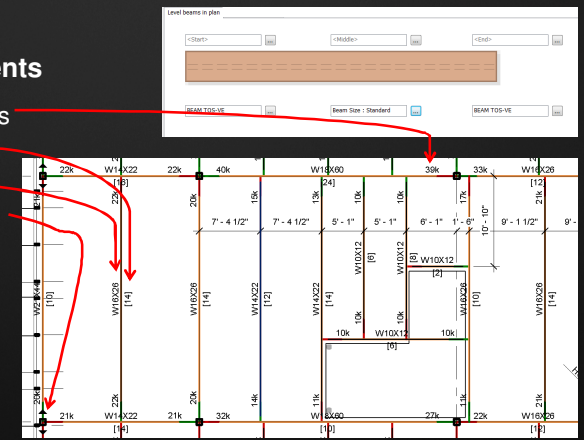 Level beams in plan
<Start> ... <Middle> ... <End> ...
BEAM TOS-VE ... Beam Size : Standard ... BEAM TOS-VE ...
ents
s
22k W14X22 22k 40k W18X60 39k 33k W16X26
[16] [24] [12]
20k 15k 13k 10k 10k 17k 21k
7' - 4 1/2" 7' - 4 1/2" 5' - 1" 5' - 1" 6' - 1" 1' - 6" 10' - 10" 9' - 1 1/2" 9' -
W10X12 [6] W10X12 [8] W10X12
[2]
[10] W16X26 [14] W16X26 [14] W14X22 [12] W14X22 [14] W16X26 [10] W16X26 [14]
10k 10k
10k W10X12 10k
[6]
20k 22k 20k 14k 11k 11k 21k
21k W14X22 21k 32k W18X60 27k 22k W16X26
[14] [10] [12]